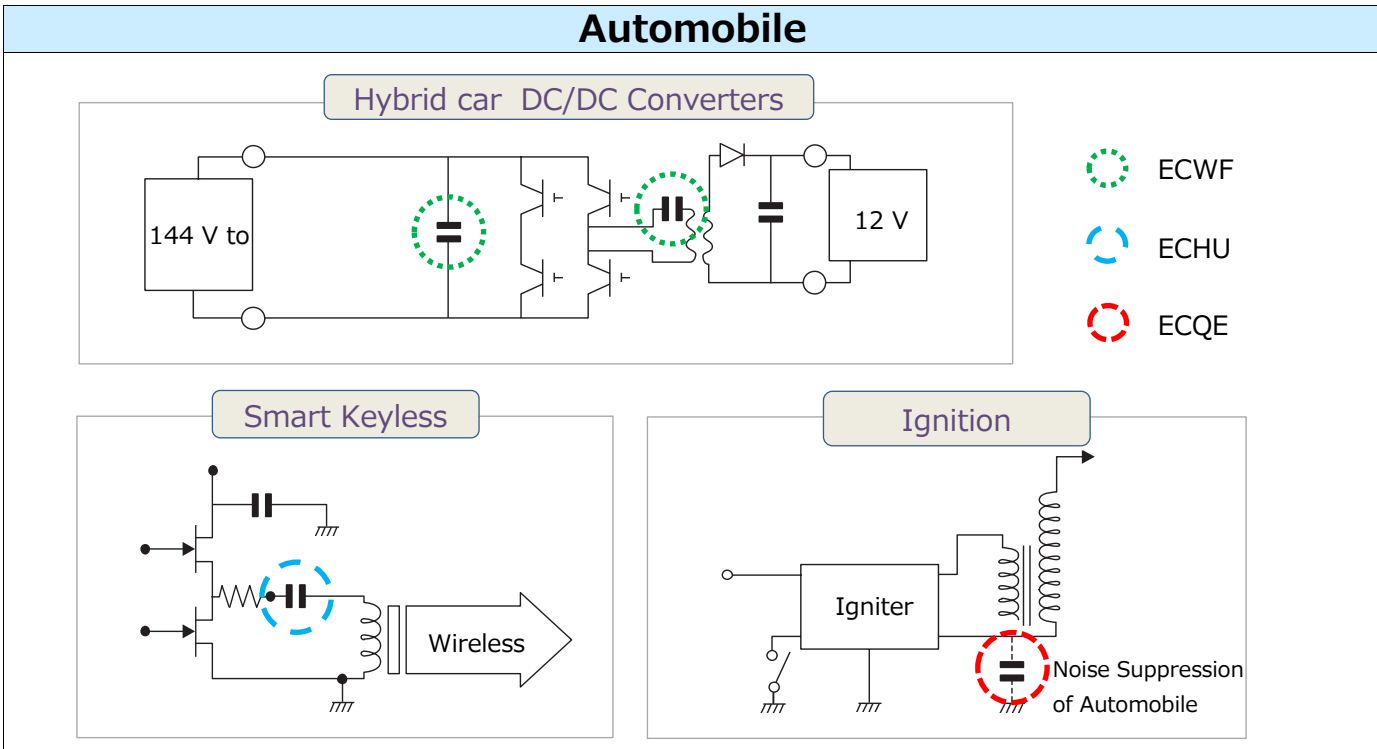 Automobile
Hybrid car DC/DC Converters
144 V to
12 V
ECWF
ECHU
ECQE
Smart Keyless
Wireless
Ignition
Igniter
Noise Suppression
of Automobile